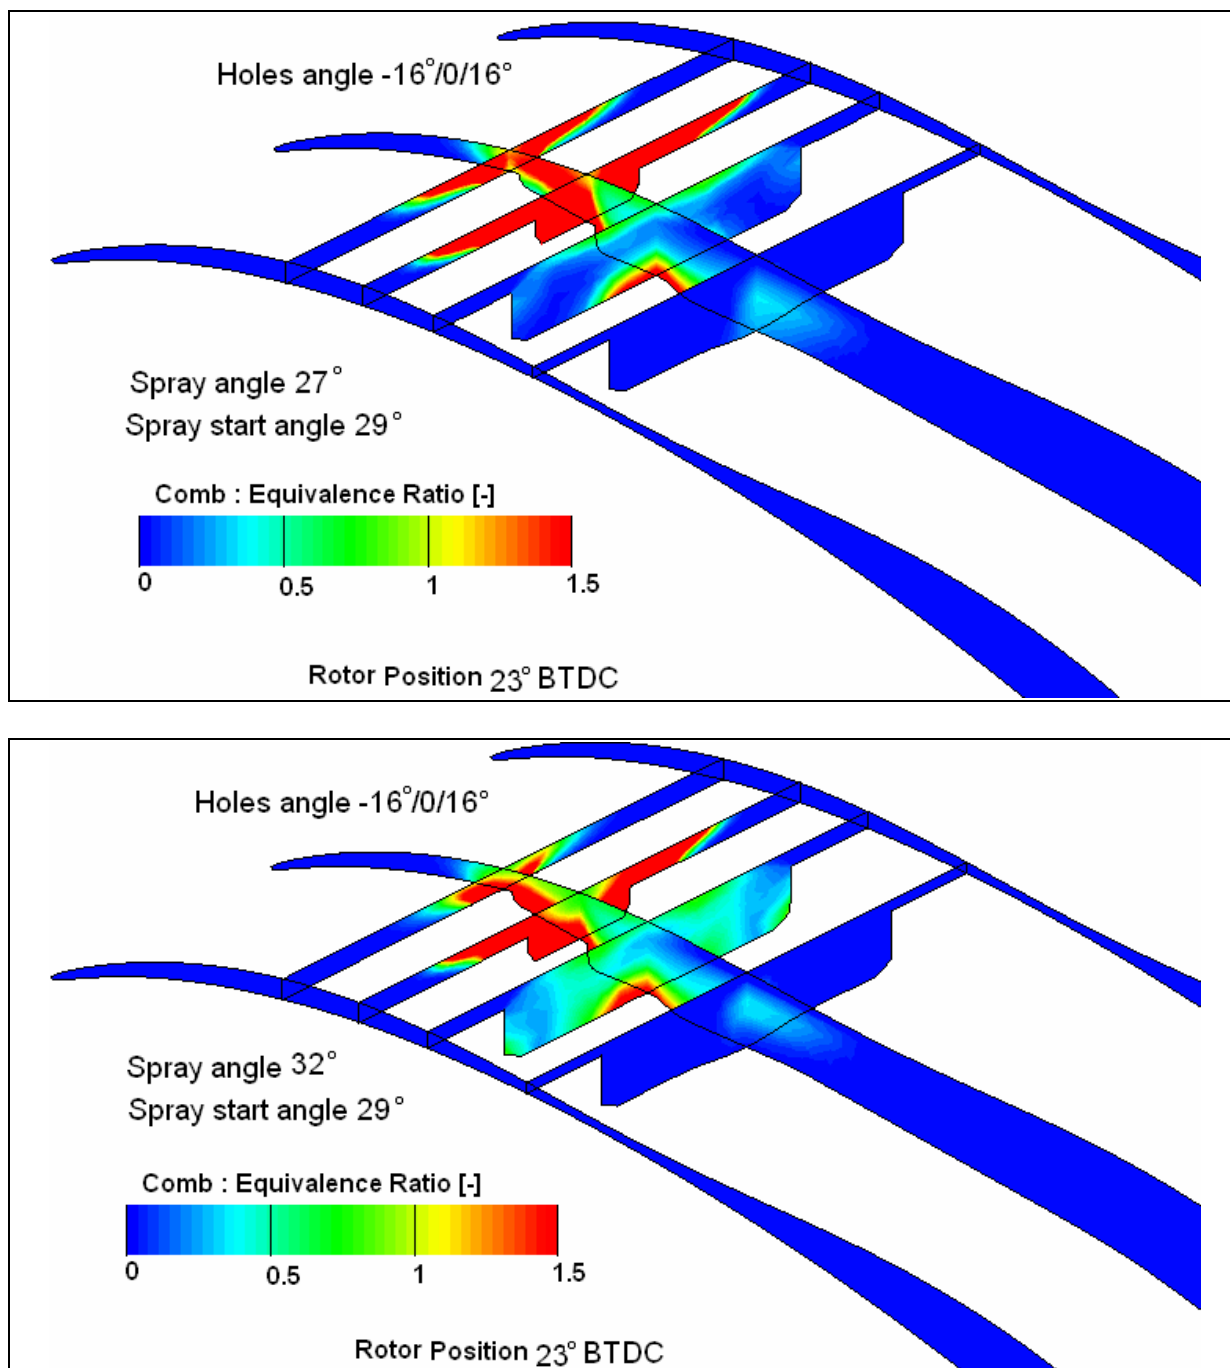 Holes angle -16°/0/16°
Spray angle 27°
Spray start angle 29°
Comb : Equivalence Ratio [-]
0 0.5 1 1.5
Rotor Position 23° BTDC
Holes angle -16°/0/16°
Spray angle 32°
Spray start angle 29°
Comb : Equivalence Ratio [-]
0 0.5 1 1.5
Rotor Position 23° BTDC